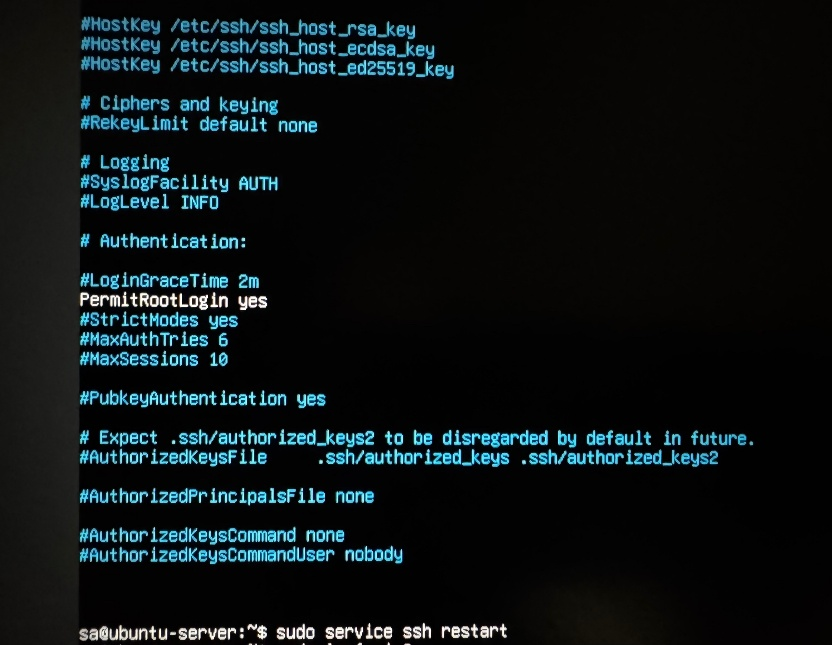 #HostKey /etc/ssh/ssh_host_rsa_key
#HostKey /etc/ssh/ssh_host_ecdsa_key
#HostKey /etc/ssh/ssh_host_ed25519_key
# Ciphers and keying
#RekeyLimit default none
# Logging
#SyslogFacility AUTH
#LogLevel INFO
# Authentication:
#LoginGraceTime 2m
PermitRootLogin yes
#StrictModes yes
#MaxAuthTries 6
#MaxSessions 10
#PubkeyAuthentication yes
# Expect .ssh/authorized_keys2 to be disregarded by default in future.
#AuthorizedKeysFile .ssh/authorized_keys .ssh/authorized_keys2
#AuthorizedPrincipalsFile none
#AuthorizedKeysCommand none
#AuthorizedKeysCommandUser nobody
sa@ubuntu-server:~$ sudo service ssh restart